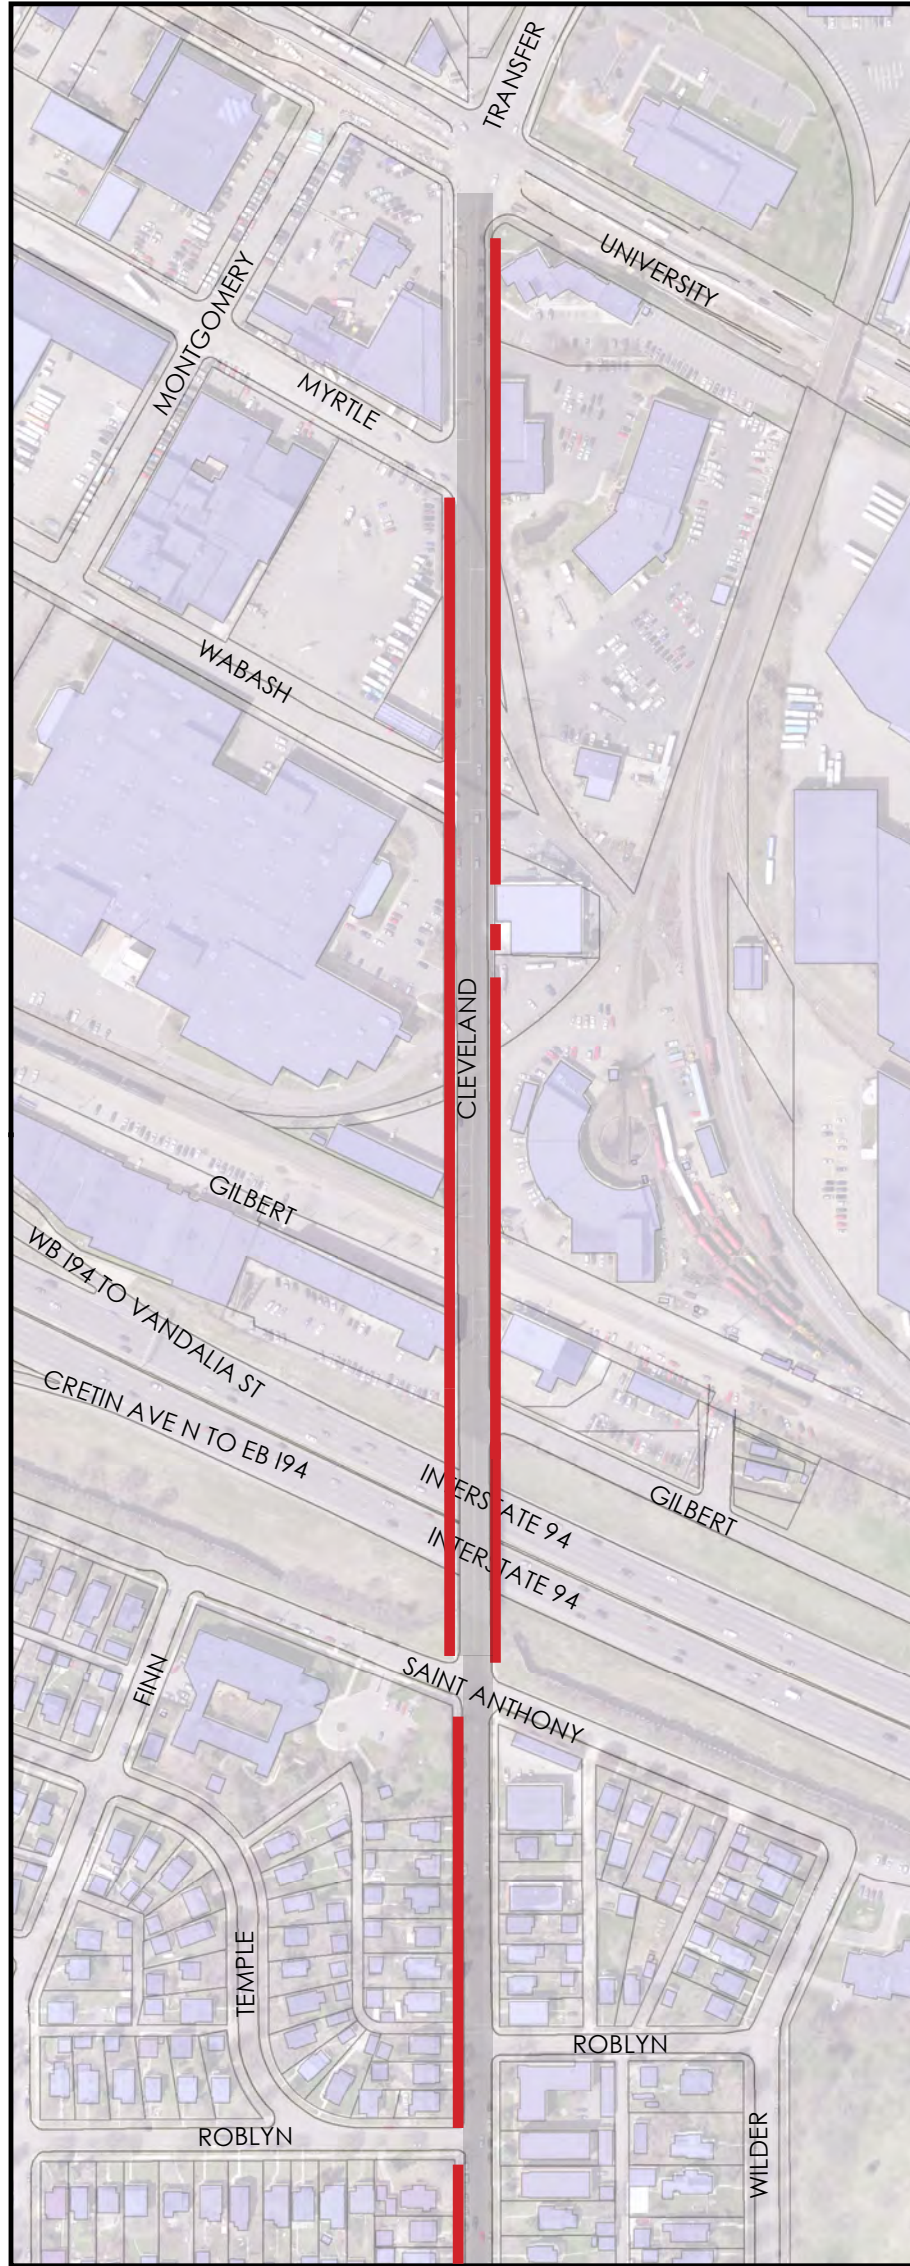 TRANSFER
UNIVERSITY
MONTGOMERY
MYRTLE
WABASH
CLEVELAND
GILBERT
WB I94 TO VANDALIA ST
CRETIN AVE N TO EB I94
INTERSTATE 94
GILBERT
INTERSTATE 94
FINN
SAINT ANTHONY
TEMPLE
ROBLYN
ROBLYN
WILDER